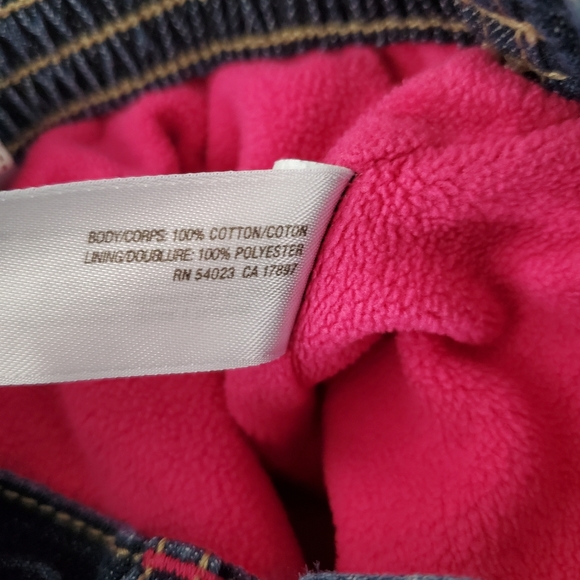 BODY/CORPS: 100% COTTON/COTON
LINING/DOUBLURE: 100% POLYESTER
RN 54023 CA 17897